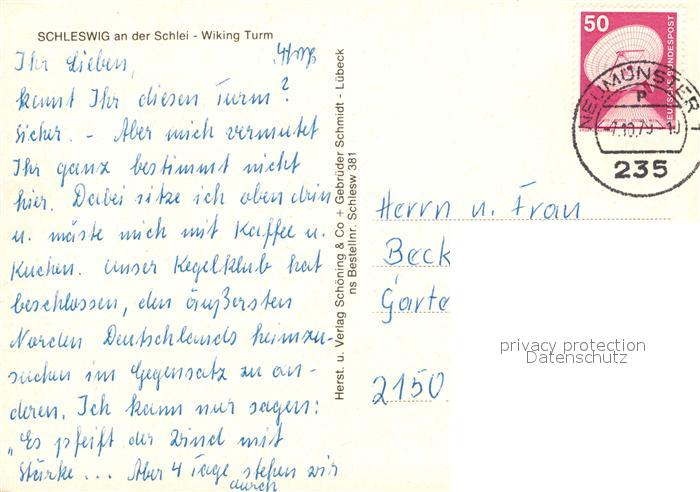 SCHLESWIG an der Schlei - Wiking Turm
Ihr Lieben,
kennt Ihr diesen Turm?
Sicher. - Aber mich vermutet
Ihr ganz bestimmt nicht
hier. Dabei sitze ich oben drin
u. mäste mich mit Kaffee u.
Kuchen. Unser Kegelklub hat
beschlossen, den äußersten
Norden Deutschlands heimzu-
suchen im Gegensatz zu an-
deren. Ich kann nur sagen:
„Es pfeift der Wind mit
Stärke... Aber 4 Tage stehen wir
durch
Herst. u. Verlag Schöning & Co + Gebrüder Schmidt - Lübeck
ns Bestellnr. Schlesw 381
50
DEUTSCHE BUNDESPOST
NEUMÜNSTER 1
p
235
Herrn u. Frau
Beck
Garte
2150
privacy protection
Datenschutz